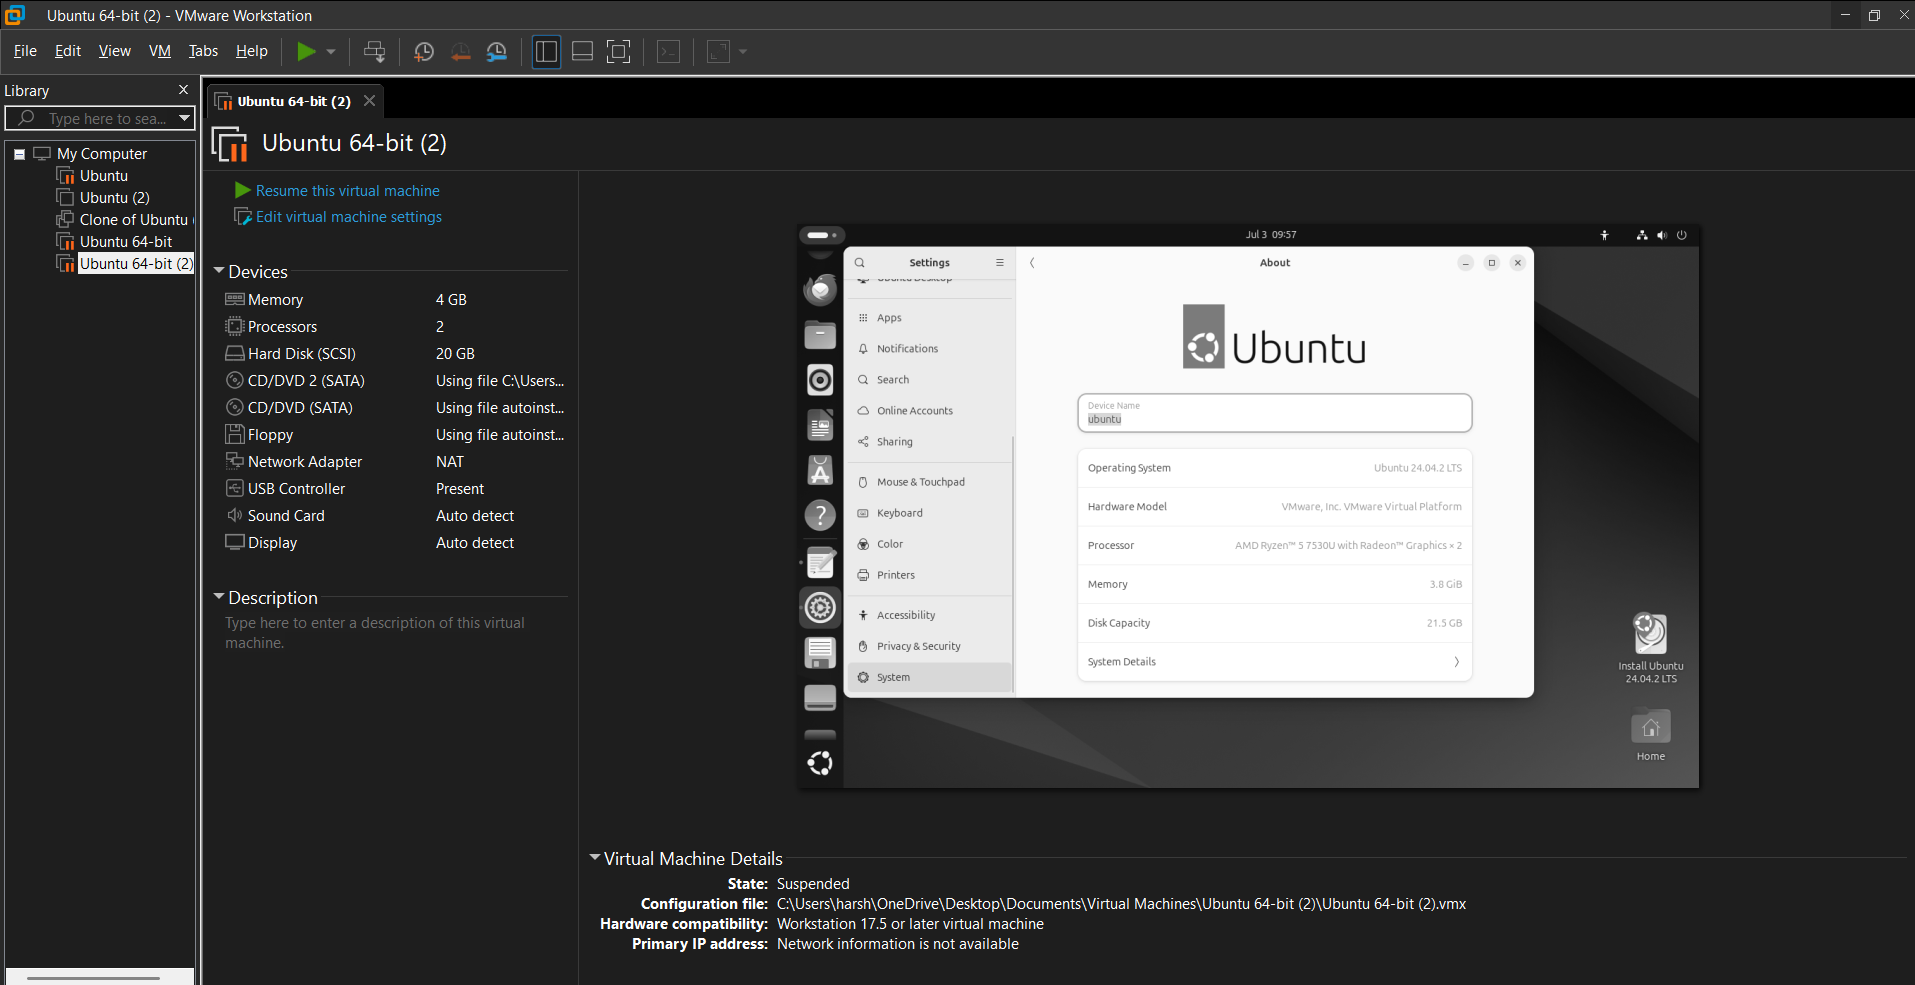 Ubuntu 64-bit (2) - VMware Workstation
File Edit View VM Tabs Help
Library
Type here to sea...
My Computer
Ubuntu
Ubuntu (2)
Clone of Ubuntu
Ubuntu 64-bit
Ubuntu 64-bit (2)
Ubuntu 64-bit (2)
Ubuntu 64-bit (2)
Resume this virtual machine
Edit virtual machine settings
Devices
Memory 4 GB
Processors 2
Hard Disk (SCSI) 20 GB
CD/DVD 2 (SATA) Using file C:\Users...
CD/DVD (SATA) Using file autoinst...
Floppy Using file autoinst...
Network Adapter NAT
USB Controller Present
Sound Card Auto detect
Display Auto detect
Description
Type here to enter a description of this virtual
machine.
Jul 3 09:57
Settings
Ubuntu Desktop
Apps
Notifications
Search
Online Accounts
Sharing
Mouse & Touchpad
Keyboard
Color
Printers
Accessibility
Privacy & Security
System
About
Ubuntu
Device Name
ubuntu
Operating System Ubuntu 24.04.2 LTS
Hardware Model VMware, Inc. VMware Virtual Platform
Processor AMD Ryzen™ 5 7530U with Radeon™ Graphics × 2
Memory 3.8 GiB
Disk Capacity 21.5 GB
System Details
Install Ubuntu
24.04.2 LTS
Home
Virtual Machine Details
State: Suspended
Configuration file: C:\Users\harsh\OneDrive\Desktop\Documents\Virtual Machines\Ubuntu 64-bit (2)\Ubuntu 64-bit (2).vmx
Hardware compatibility: Workstation 17.5 or later virtual machine
Primary IP address: Network information is not available